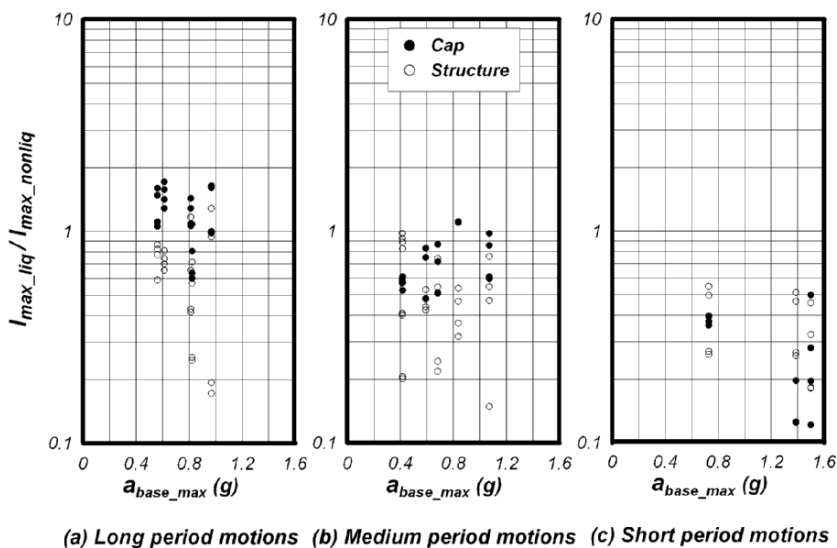 10
10
10
Cap
Structure
I_max_liq / I_max_nonliq
1
1
1
0.1
0.1
0.1
0 0.4 0.8 1.2 1.6
0 0.4 0.8 1.2 1.6
0 0.4 0.8 1.2 1.6
a_base_max (g)
a_base_max (g)
a_base_max (g)
(a) Long period motions
(b) Medium period motions
(c) Short period motions